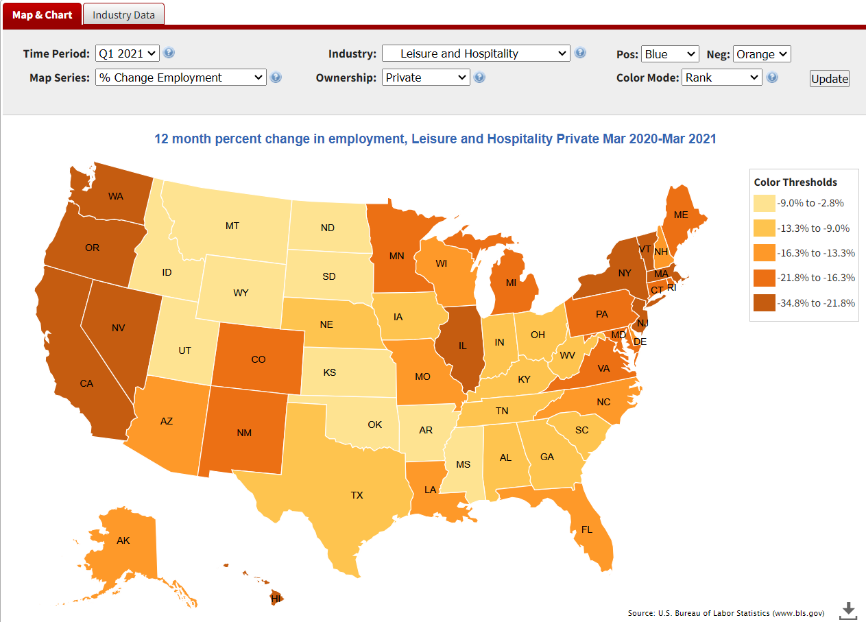 Map & Chart Industry Data
Time Period: Q1 2021 Industry: Leisure and Hospitality Pos: Blue Neg: Orange
Map Series: % Change Employment Ownership: Private Color Mode: Rank Update
12 month percent change in employment, Leisure and Hospitality Private Mar 2020-Mar 2021
Color Thresholds
-9.0% to -2.8%
-13.3% to -9.0%
-16.3% to -13.3%
-21.8% to -16.3%
-34.8% to -21.8%
WA
ME
MT
ND
OR
VT
NH
MN
WI
ID
SD
NY
MA
MI
CT
RI
WY
PA
IA
NE
NV
NJ
OH
MD
DE
IN
IL
UT
WV
CO
VA
KS
MO
KY
CA
NC
TN
AZ
OK
AR
SC
NM
AL
GA
MS
LA
TX
FL
AK
HI
Source: U.S. Bureau of Labor Statistics (www.bls.gov)